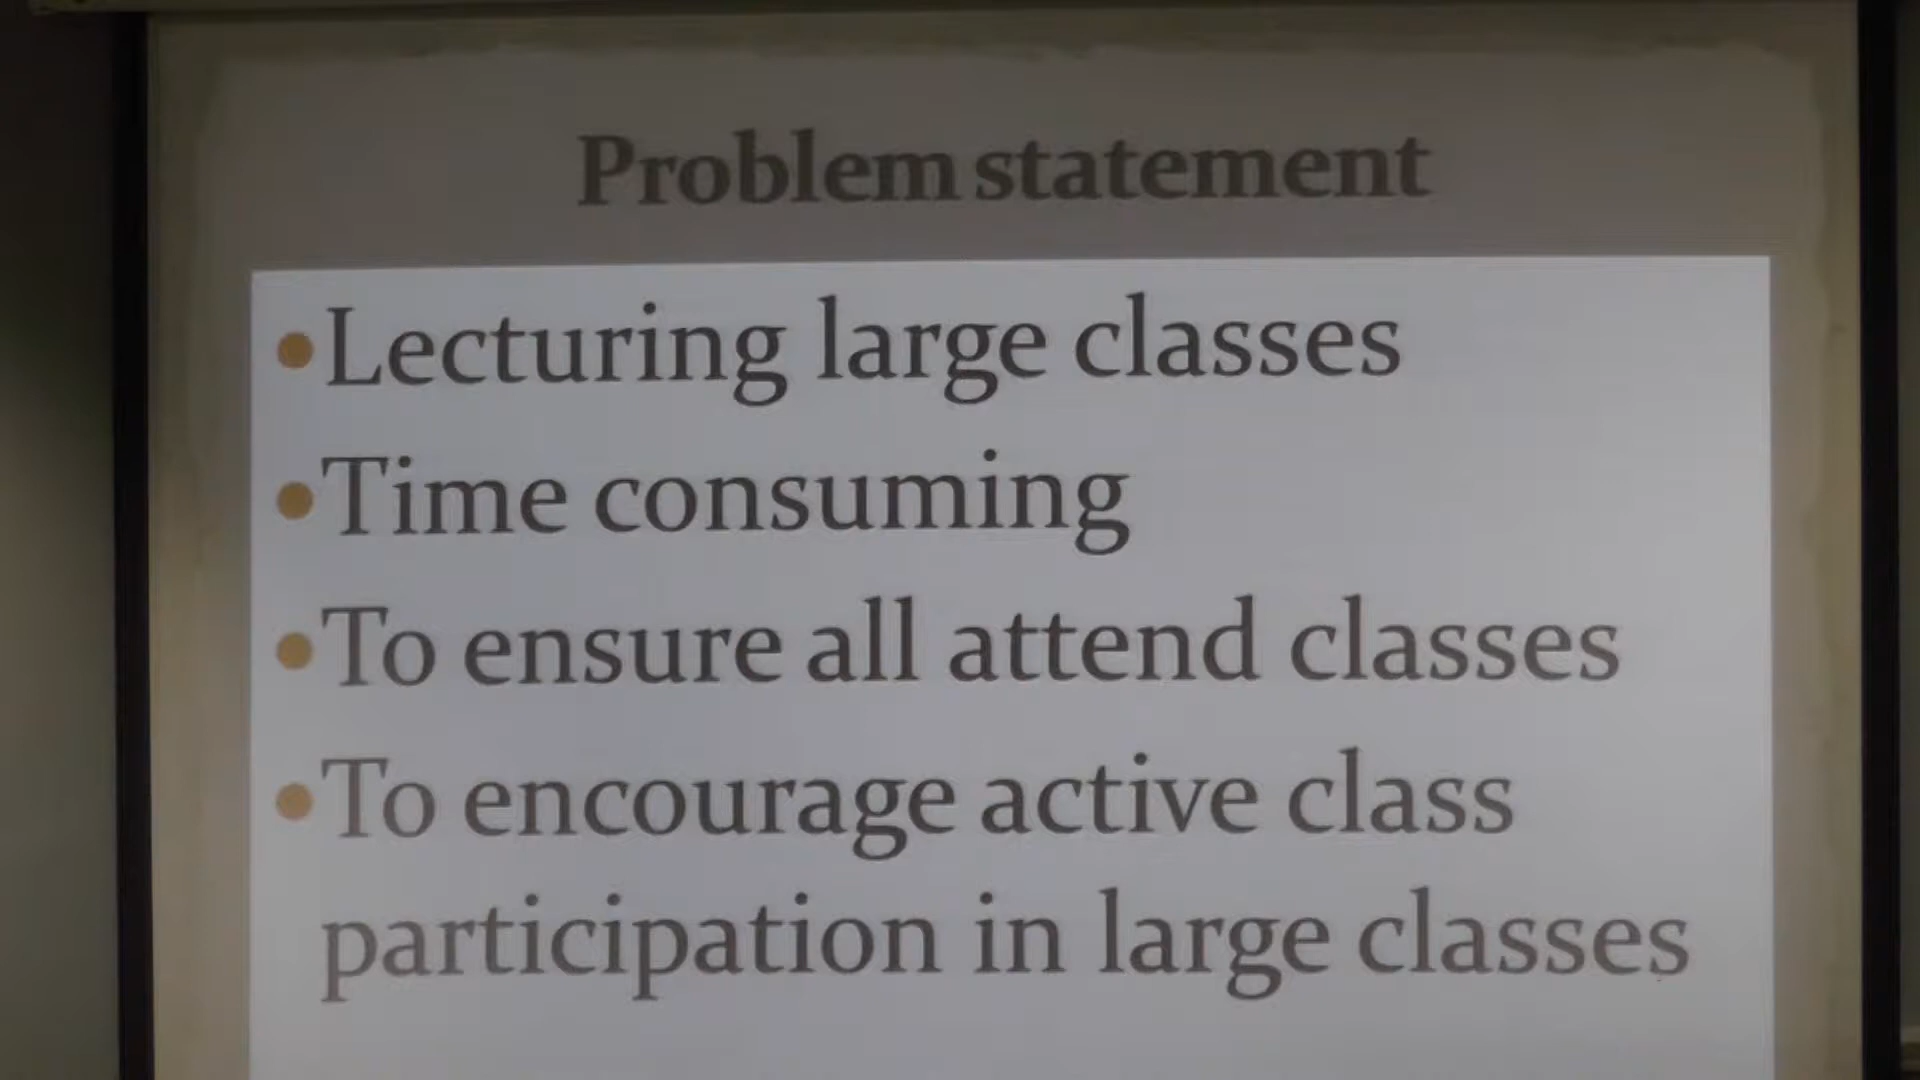 Problem statement
•Lecturing large classes
•Time consuming
•To ensure all attend classes
•To encourage active class
participation in large classes